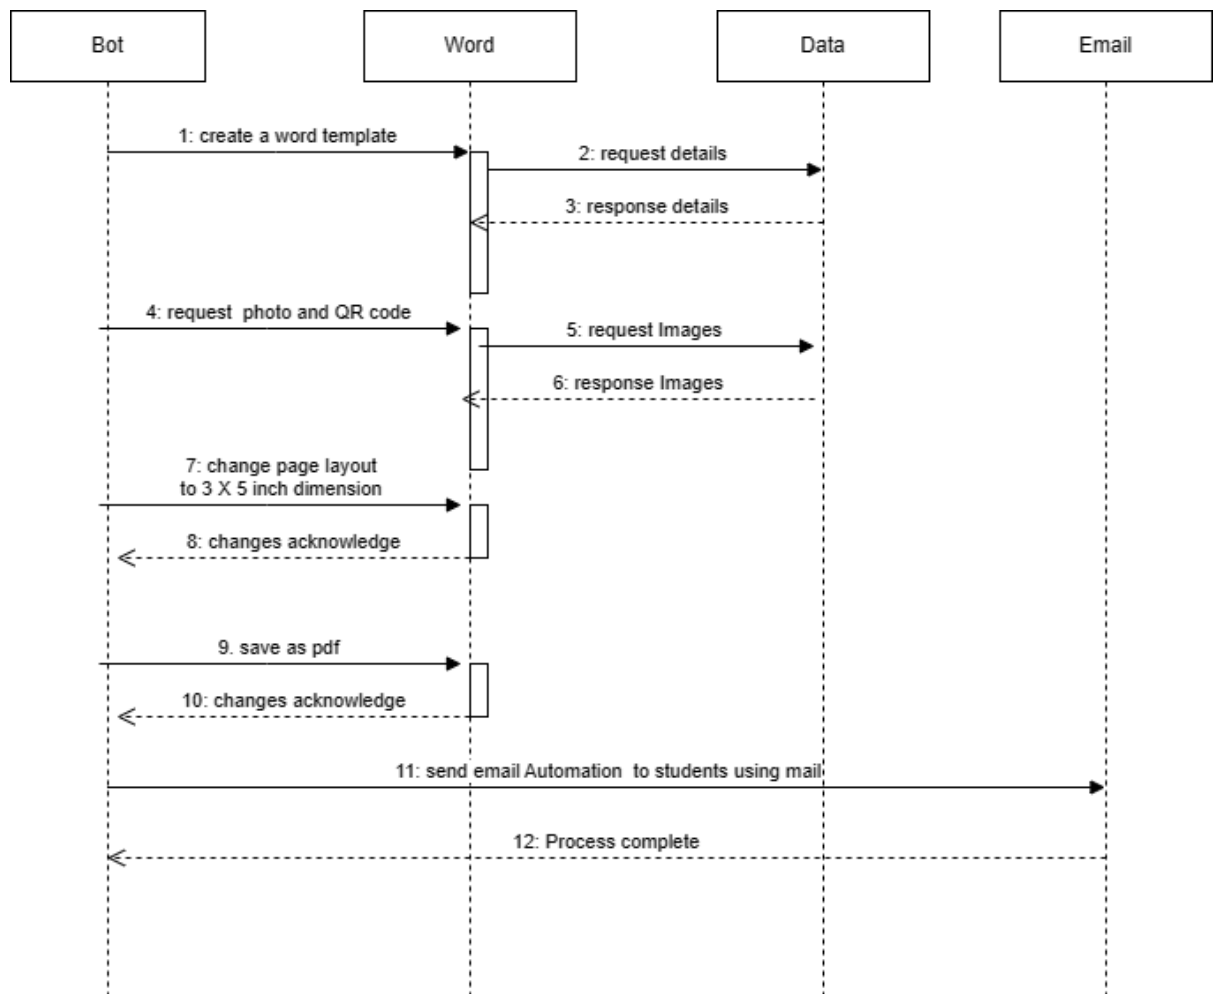 Bot
Word
Data
Email
1: create a word template
2: request details
3: response details
4: request  photo and QR code
5: request Images
6: response Images
7: change page layout
to 3 X 5 inch dimension
8: changes acknowledge
9. save as pdf
10: changes acknowledge
11: send email Automation  to students using mail
12: Process complete